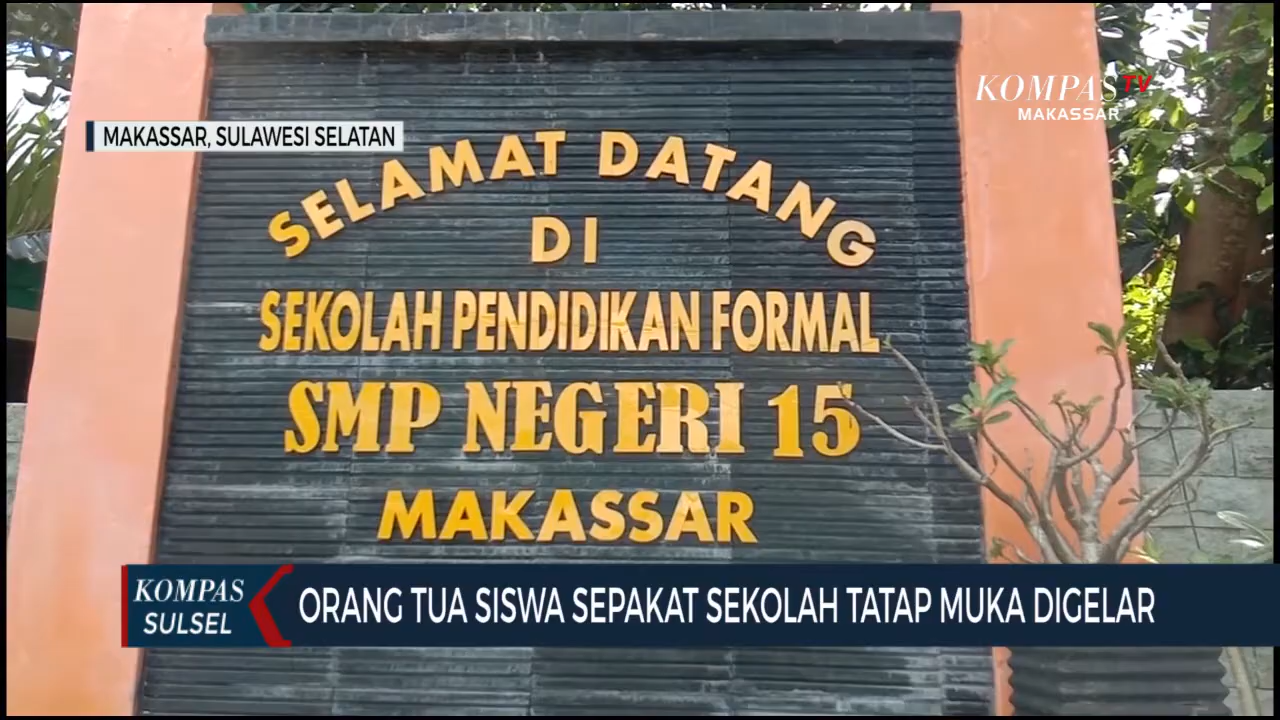 KOMPAS TV
MAKASSAR
MAKASSAR, SULAWESI SELATAN
SELAMAT DATANG
DI
SEKOLAH PENDIDIKAN FORMAL
SMP NEGERI 15
MAKASSAR
KOMPAS
SULSEL
ORANG TUA SISWA SEPAKAT SEKOLAH TATAP MUKA DIGELAR